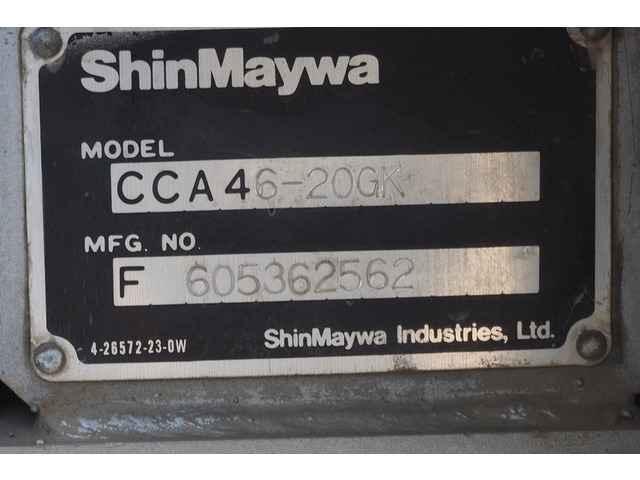 ShinMaywa
MODEL
CCA46-20GK
MFG. NO.
F 605362562
4-26572-23-0W
ShinMaywa Industries, Ltd.